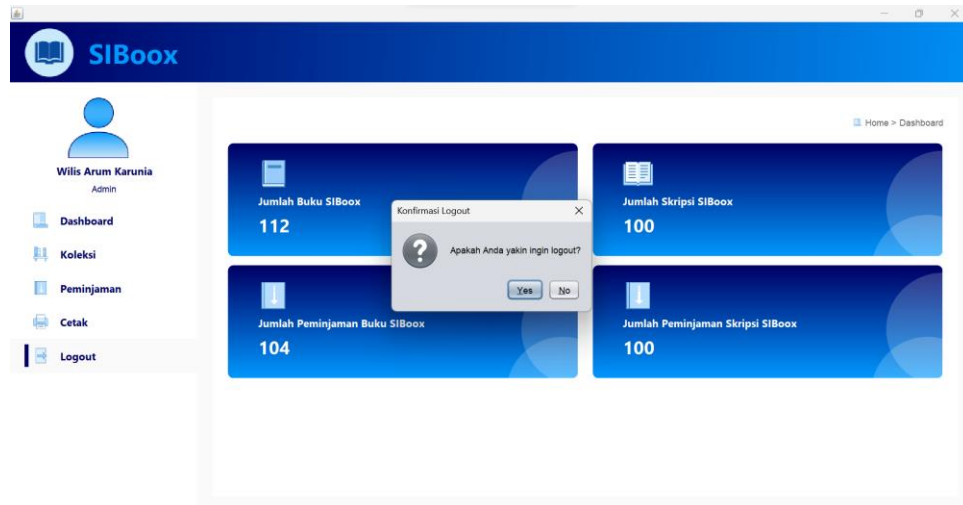 SIBoox
Wilis Arum Karunia
Admin
Dashboard
Koleksi
Peminjaman
Cetak
Logout
Home > Dashboard
Jumlah Buku SIBoox
112
Jumlah Skripsi SIBoox
100
Konfirmasi Logout
Apakah Anda yakin ingin logout?
Yes No
Jumlah Peminjaman Buku SIBoox
104
Jumlah Peminjaman Skripsi SIBoox
100